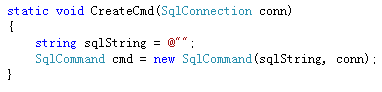 static void CreateCmd(SqlConnection conn)
{
    string sqlString = @"";
    SqlCommand cmd = new SqlCommand(sqlString, conn);
}